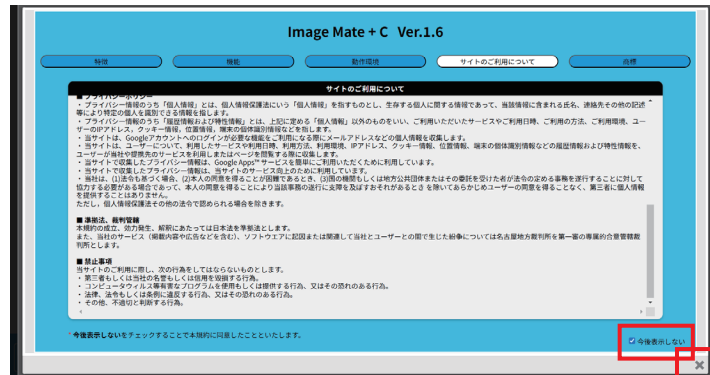 Image Mate + C Ver.1.6
特徴
機能
動作環境
サイトのご利用について
商標
サイトのご利用について
■ プライバシーポリシー
・ プライバシー情報のうち「個人情報」とは、個人情報保護法にいう「個人情報」を指すものとし、生存する個人に関する情報であって、当該情報に含まれる氏名、連絡先その他の記述
等により特定の個人を識別できる情報を指します。
・ プライバシー情報のうち「履歴情報および特性情報」とは、上記に定める「個人情報」以外のものをいい、ご利用いただいたサービスやご利用日時、ご利用の方法、ご利用環境、ユー
ザーのIPアドレス、クッキー情報、位置情報、端末の個体識別情報などを指します。
・ 当サイトは、Googleアカウントへのログインが必要な機能をご利用になる際にメールアドレスなどの個人情報を収集します。
・ 当サイトは、ユーザーについて、利用したサービスや利用日時、利用方法、利用環境、IPアドレス、クッキー情報、位置情報、端末の個体識別情報などの履歴情報および特性情報を、
ユーザーが当社や提携先のサービスを利用しまたはページを閲覧する際に収集します。
・ 当サイトで収集したプライバシー情報は、Google Apps™ サービスを簡単にご利用いただくために利用しています。
・ 当サイトで収集したプライバシー情報は、当サイトのサービス向上のために利用しています。
・ 当社は、(1)法令も基づく場合、(2)本人の同意を得ることが困難であるとき、(3)国の機関もしくは地方公共団体またはその委託を受けた者が法令の定める事務を遂行することに対して
協力する必要がある場合であって、本人の同意を得ることにより当該事務の遂行に支障を及ぼすおそれがあるとき を除いてあらかじめユーザーの同意を得ることなく、第三者に個人情報
を提供することはありません。
ただし，個人情報保護法その他の法令で認められる場合を除きます。
■ 準拠法、裁判管轄
本規約の成立、効力発生、解釈にあたっては日本法を準拠法とします。
また、当社のサービス（掲載内容や広告などを含む）、ソフトウエアに起因または関連して当社とユーザーとの間で生じた紛争については名古屋地方裁判所を第一審の専属的合意管轄裁
判所とします。
■ 禁止事項
当サイトのご利用に際し、次の行為をしてはならないものとします。
・ 第三者もしくは当社の名誉もしくは信用を毀損する行為。
・ コンピュータウィルス等有害なプログラムを使用もしくは提供する行為、又はその恐れのある行為。
・ 法律、法令もしくは条例に違反する行為、又はその恐れのある行為。
・ その他、不適切と判断する行為。
* 今後表示しないをチェックすることで本規約に同意したことといたします。
今後表示しない